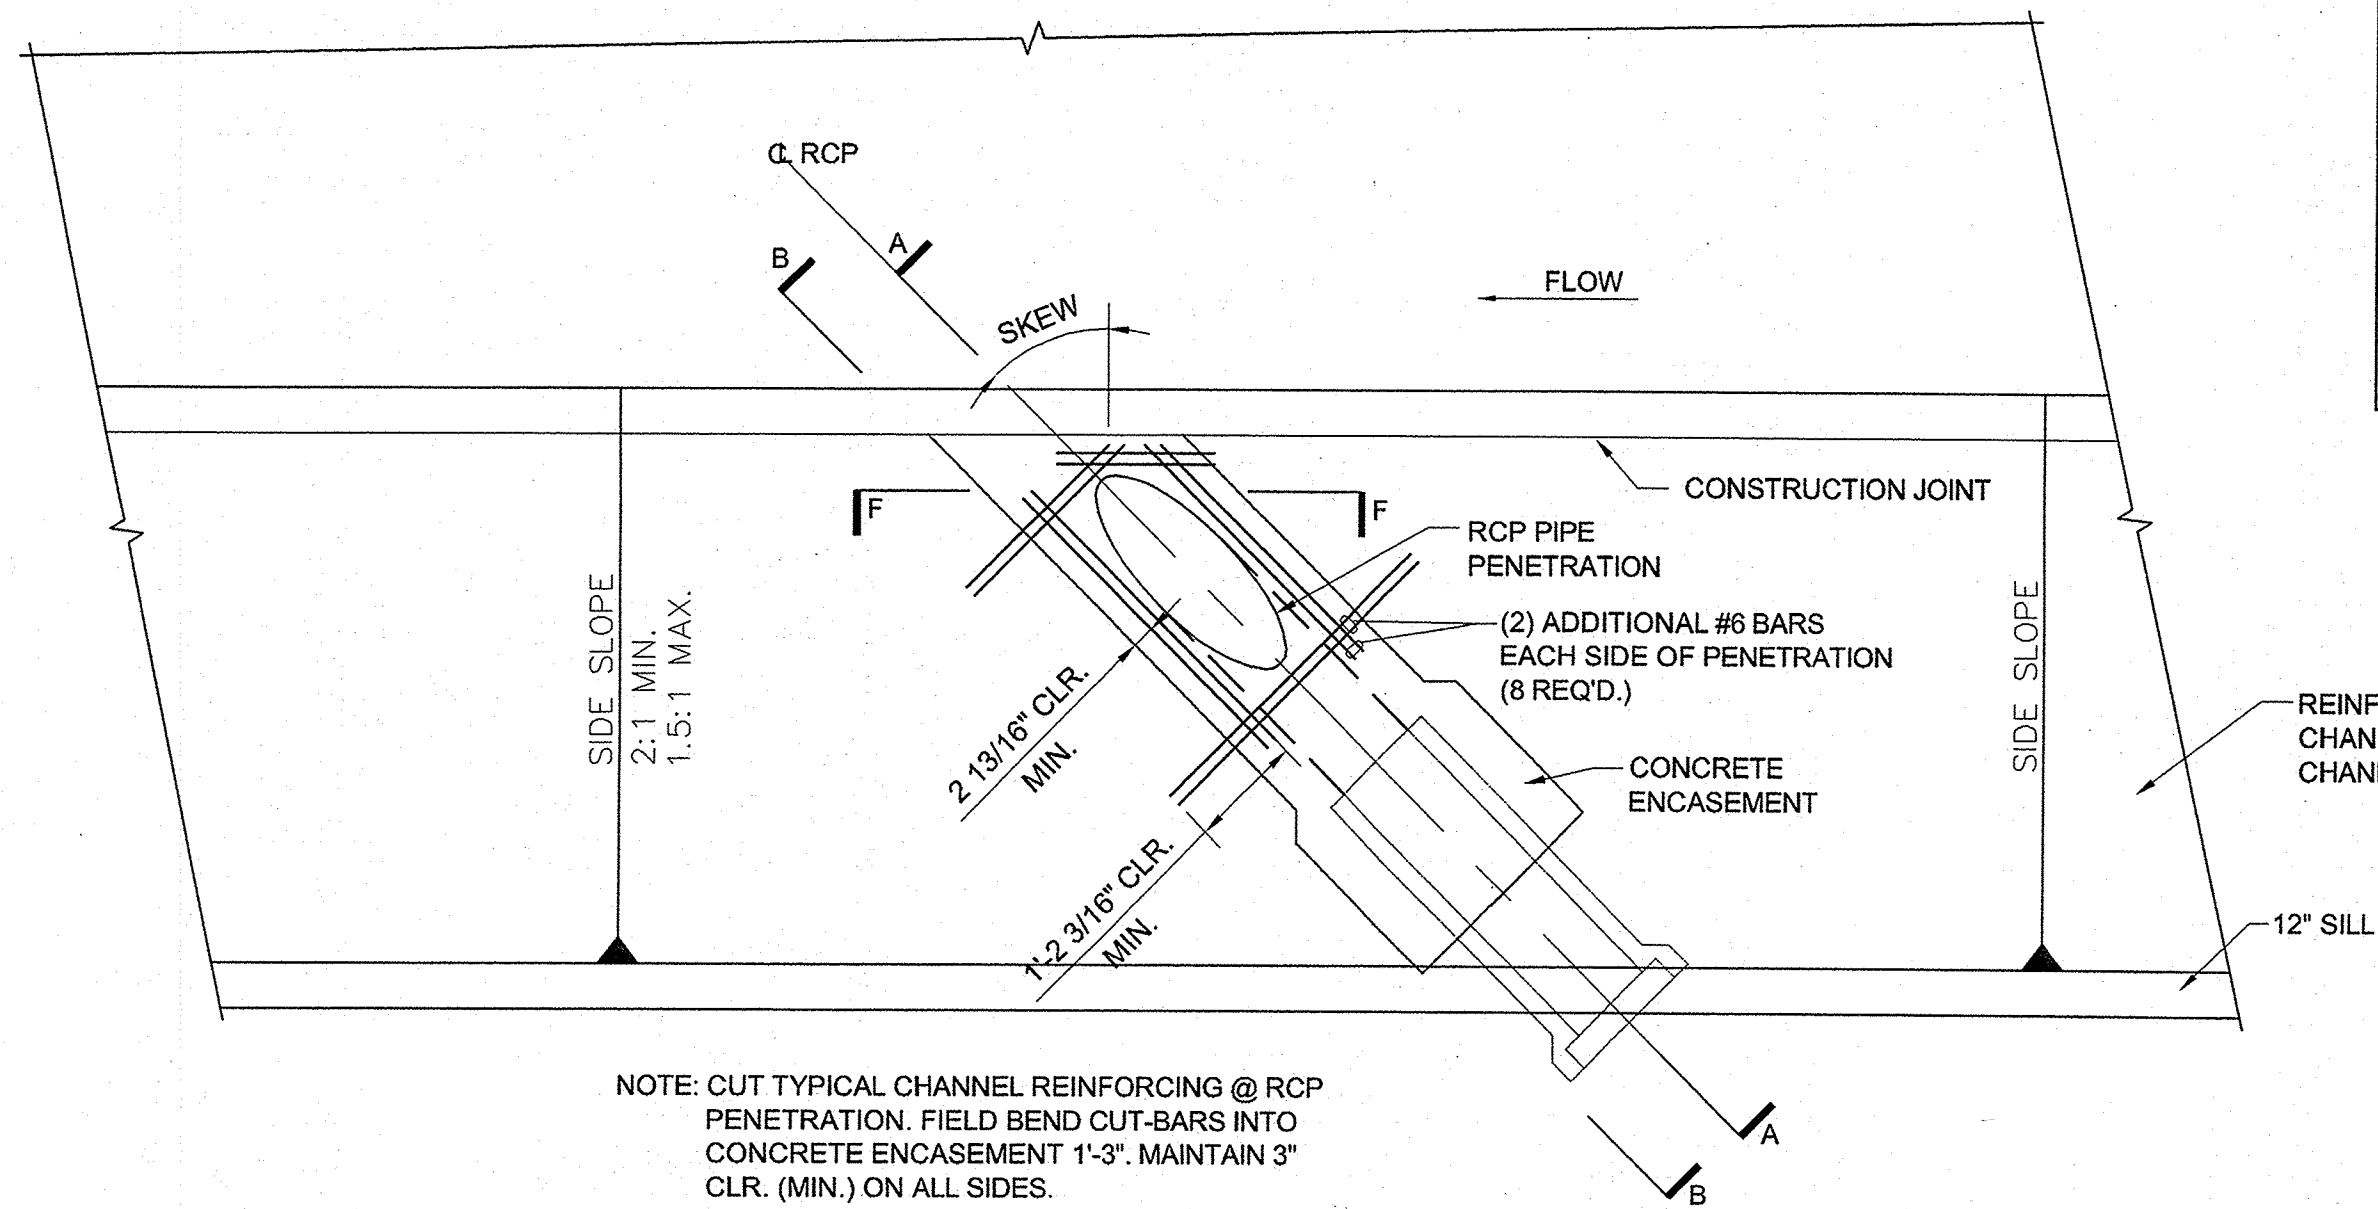 ℄ RCP
A
B
SKEW
FLOW
CONSTRUCTION JOINT
F
F
RCP PIPE
PENETRATION
(2) ADDITIONAL #6 BARS
EACH SIDE OF PENETRATION
(8 REQ'D.)
SIDE SLOPE
2:1 MIN.
1.5:1 MAX.
SIDE SLOPE
2 13/16" CLR.
MIN.
REINF
CHAN
CHAN
CONCRETE
ENCASEMENT
1'-2 3/16" CLR.
MIN.
12" SILL
NOTE: CUT TYPICAL CHANNEL REINFORCING @ RCP
PENETRATION. FIELD BEND CUT-BARS INTO
CONCRETE ENCASEMENT 1'-3". MAINTAIN 3"
CLR. (MIN.) ON ALL SIDES.
A
B